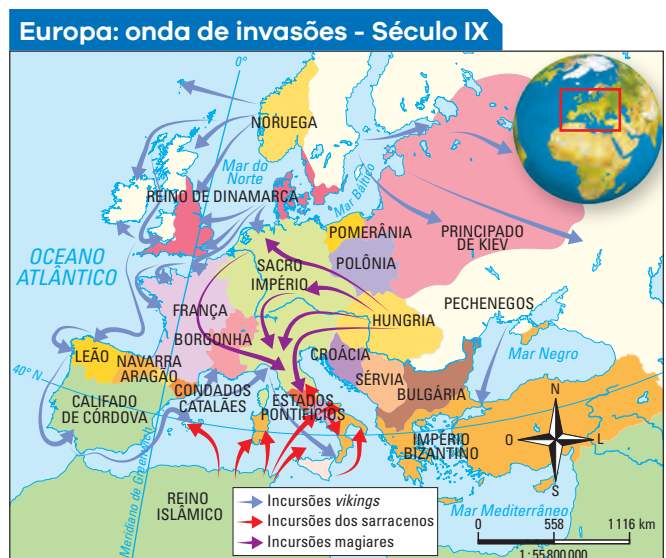 Europa: onda de invasões - Século IX
0°
NORUEGA
Mar do
Norte
REINO DE DINAMARCA
Mar Báltico
OCEANO
ATLÂNTICO
POMERÂNIA
POLÔNIA
PRINCIPADO
DE KIEV
SACRO
IMPÉRIO
FRANÇA
BORGONHA
HUNGRIA
PECHENEGOS
LEÃO
NAVARRA
ARAGÃO
CROÁCIA
SÉRVIA
BULGÁRIA
Mar Negro
40° N
CALIFADO
DE CÓRDOVA
CONDADOS
CATALÃES
ESTADOS
PONTIFÍCIOS
IMPÉRIO
BIZANTINO
N
O
L
S
Meridiano de Greenwich
REINO
ISLÂMICO
Mar Mediterrâneo
Incursões vikings
Incursões dos sarracenos
Incursões magiares
0 558 1 116 km
1: 55 800 000